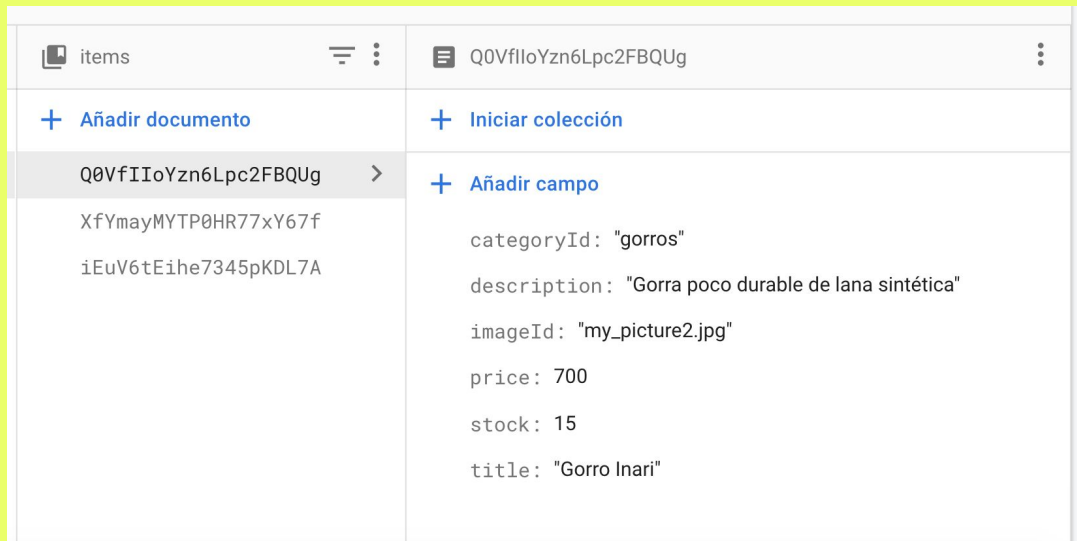 items
Q0VfIIoYzn6Lpc2FBQUg
Añadir documento
Iniciar colección
Q0VfIIoYzn6Lpc2FBQUg
XfYmayMYTP0HR77xY67f
iEuV6tEihe7345pKDL7A
Añadir campo
categoryId: "gorros"
description: "Gorra poco durable de lana sintética"
imageId: "my_picture2.jpg"
price: 700
stock: 15
title: "Gorro Inari"